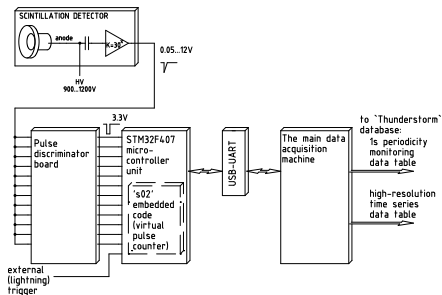 SCINTILLATION DETECTOR
anode
K=30
HV
900...1200V
0.05...12V
3.3V
Pulse
discriminator
board
STM32F407
micro-
controller
unit
's02'
embedded
code
(virtual
pulse
counter)
USB-UART
The main data
acquisition
machine
to `Thunderstorm`
database:
1s periodicity
monitoring
data table
high-resolution
time series
data table
external
(lightning)
trigger